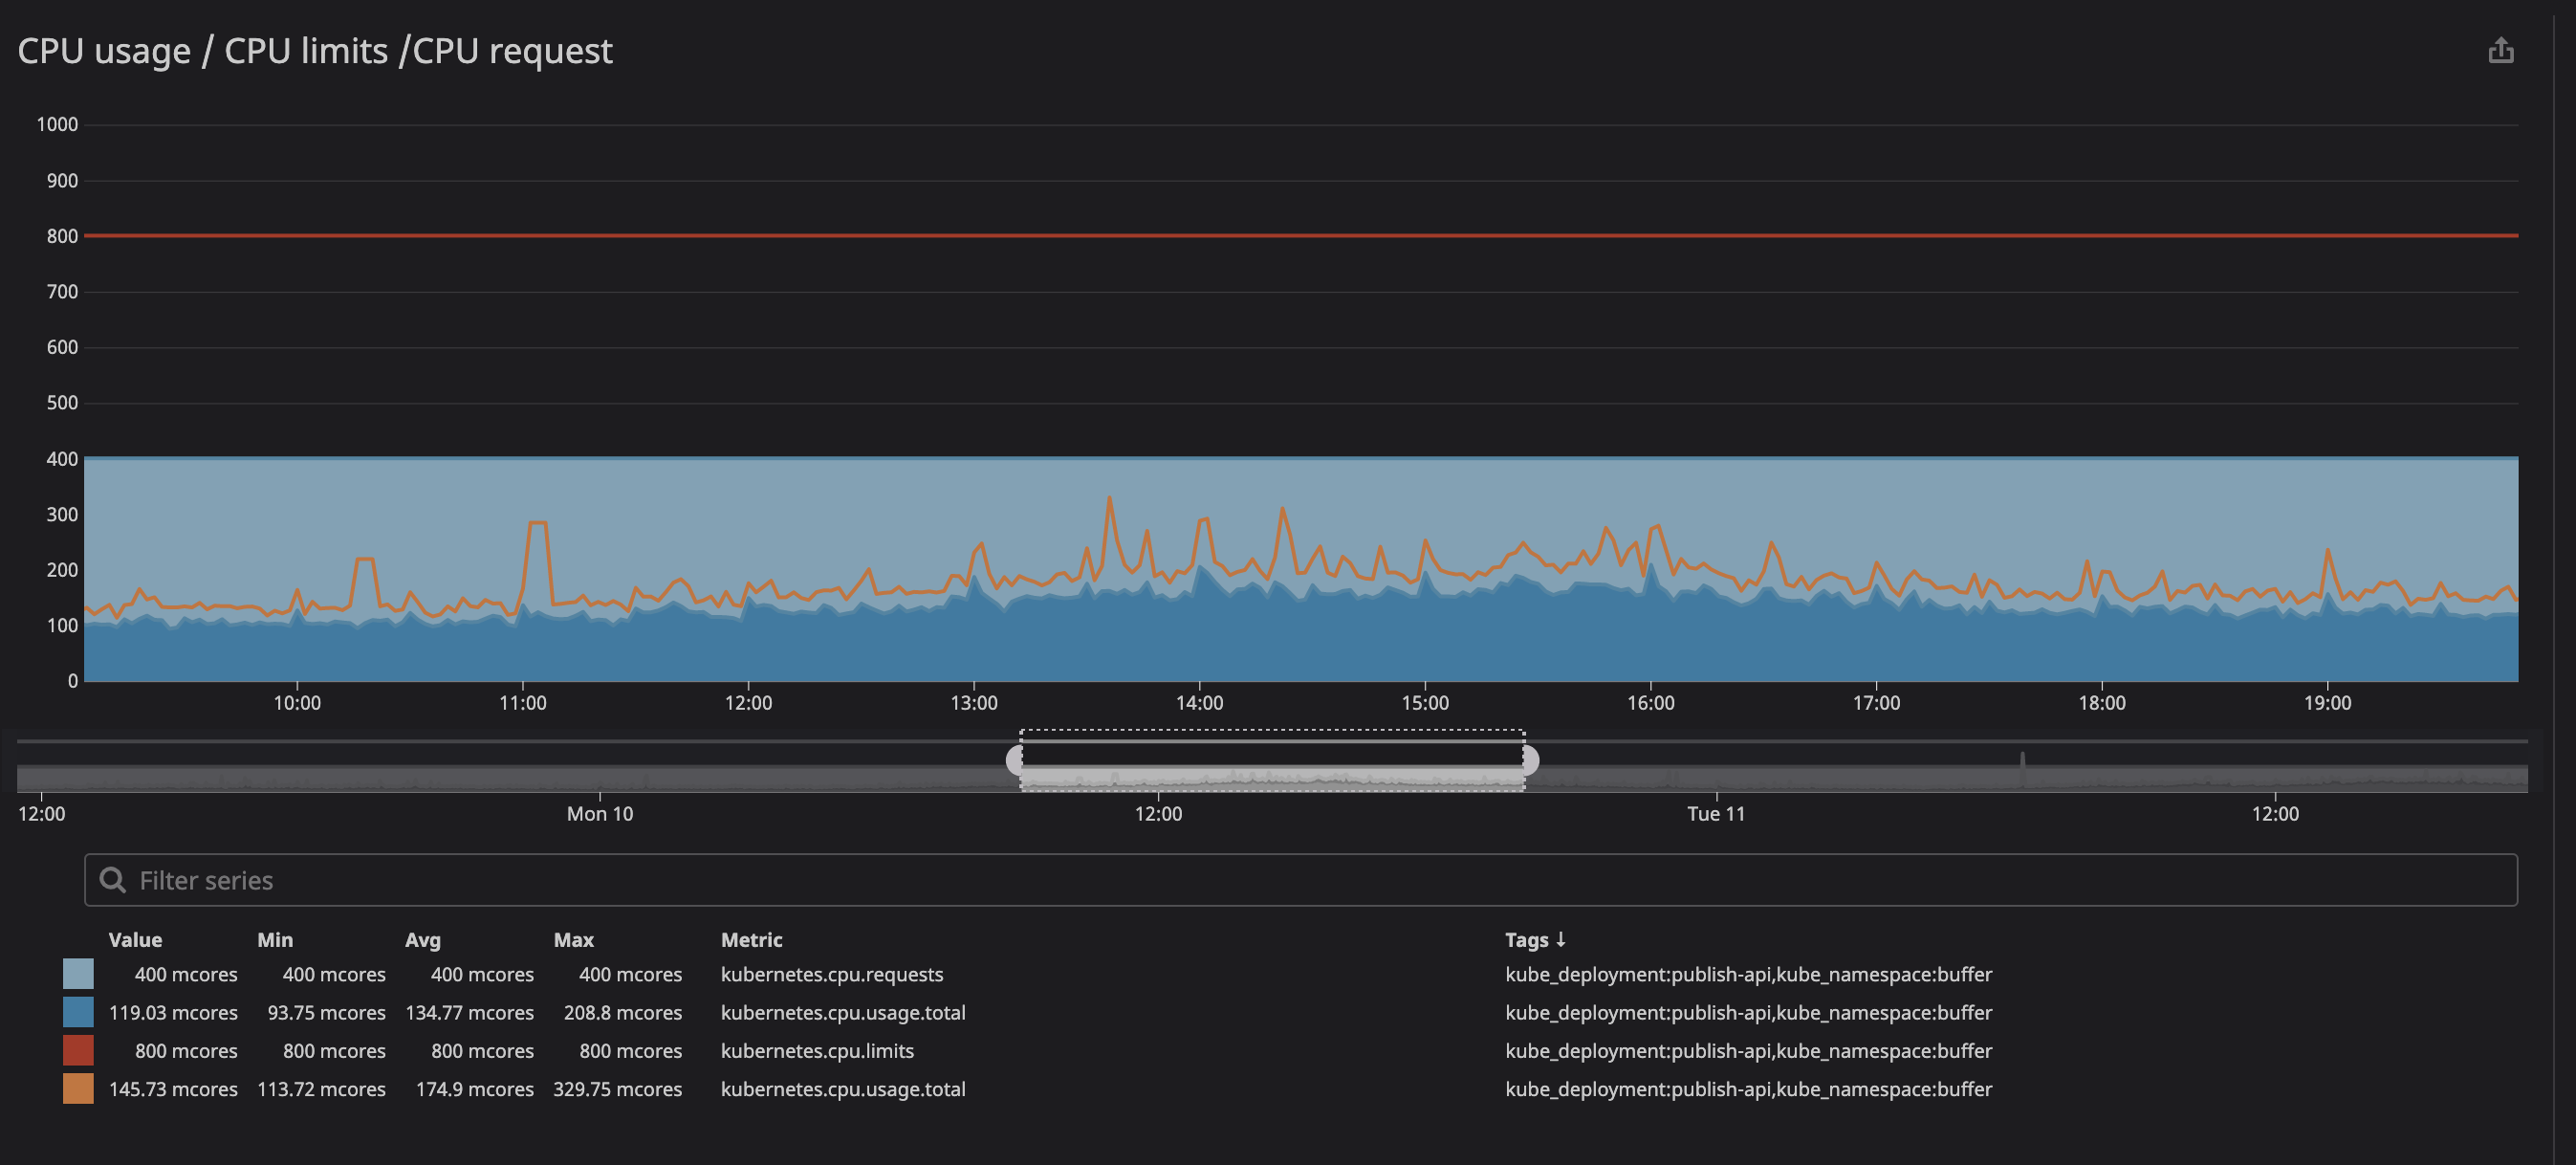 CPU usage / CPU limits /CPU request
1000
900
800
700
600
500
400
300
200
100
0
10:00 11:00 12:00 13:00 14:00 15:00 16:00 17:00 18:00 19:00
12:00 Mon 10 12:00 Tue 11 12:00
Filter series
Value Min Avg Max Metric Tags ↓
400 mcores 400 mcores 400 mcores 400 mcores kubernetes.cpu.requests kube_deployment:publish-api,kube_namespace:buffer
119.03 mcores 93.75 mcores 134.77 mcores 208.8 mcores kubernetes.cpu.usage.total kube_deployment:publish-api,kube_namespace:buffer
800 mcores 800 mcores 800 mcores 800 mcores kubernetes.cpu.limits kube_deployment:publish-api,kube_namespace:buffer
145.73 mcores 113.72 mcores 174.9 mcores 329.75 mcores kubernetes.cpu.usage.total kube_deployment:publish-api,kube_namespace:buffer